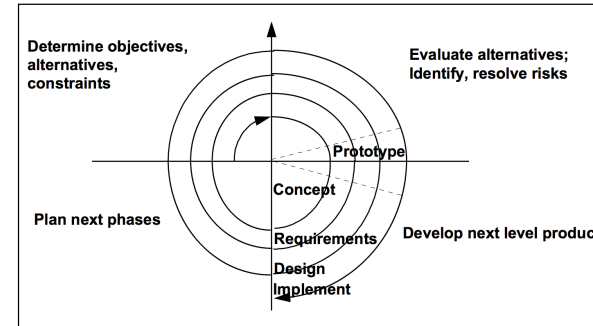 Determine objectives,
alternatives,
constraints
Evaluate alternatives;
Identify, resolve risks
Prototype
Concept
Plan next phases
Requirements
Develop next level produc
Design
Implement